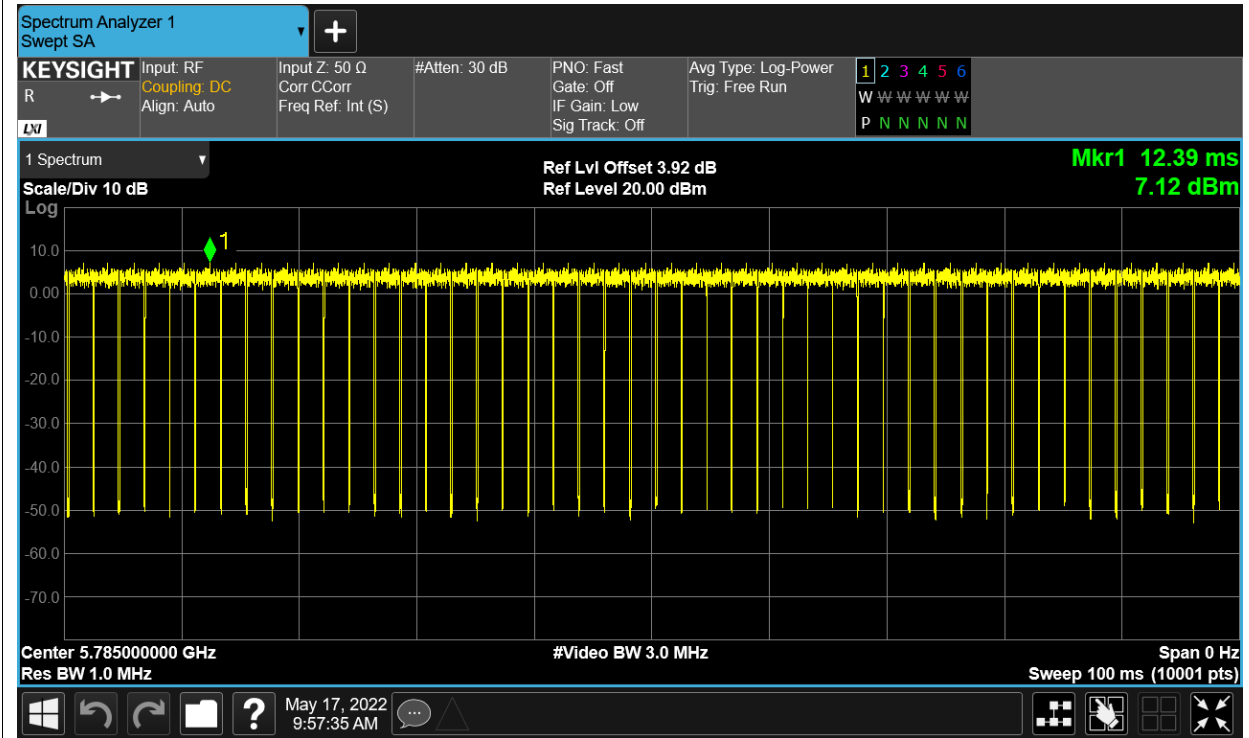 Spectrum Analyzer 1
Swept SA
+
KEYSIGHT
R
LXI
Input: RF
Coupling: DC
Align: Auto
Input Z: 50 Ω
Corr CCorr
Freq Ref: Int (S)
#Atten: 30 dB
PNO: Fast
Gate: Off
IF Gain: Low
Sig Track: Off
Avg Type: Log-Power
Trig: Free Run
1 2 3 4 5 6
W W W W W W
P N N N N N
1 Spectrum
Scale/Div 10 dB
Ref Lvl Offset 3.92 dB
Ref Level 20.00 dBm
Mkr1 12.39 ms
7.12 dBm
Log
1
10.0
0.00
-10.0
-20.0
-30.0
-40.0
-50.0
-60.0
-70.0
Center 5.785000000 GHz
Res BW 1.0 MHz
#Video BW 3.0 MHz
Span 0 Hz
Sweep 100 ms (10001 pts)
?
May 17, 2022
9:57:35 AM